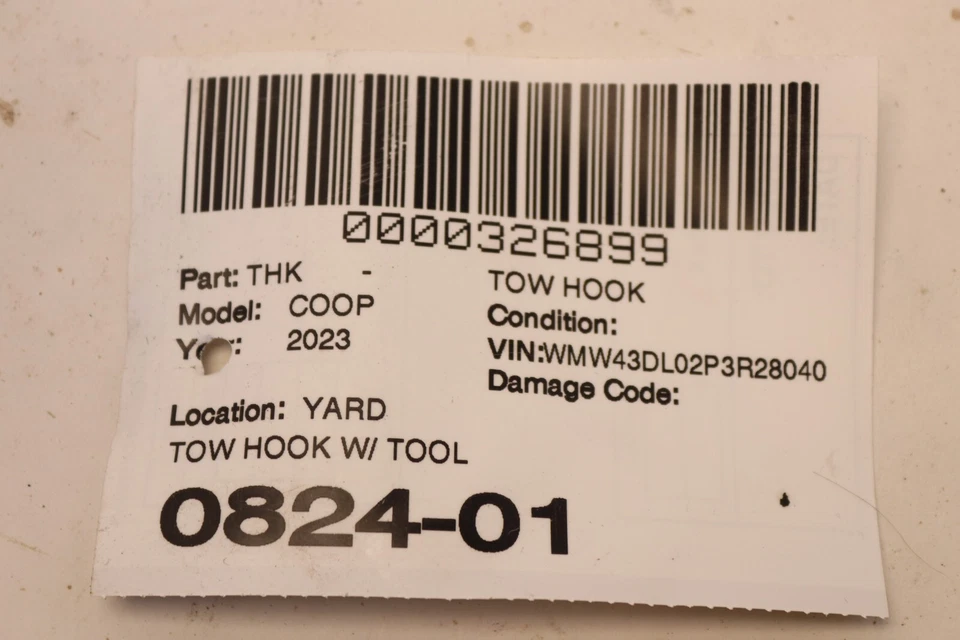 0000326899
Part: THK -
TOW HOOK
Model: COOP
Condition:
Year: 2023
VIN:WMW43DL02P3R28040
Damage Code:
Location: YARD
TOW HOOK W/ TOOL
0824-01